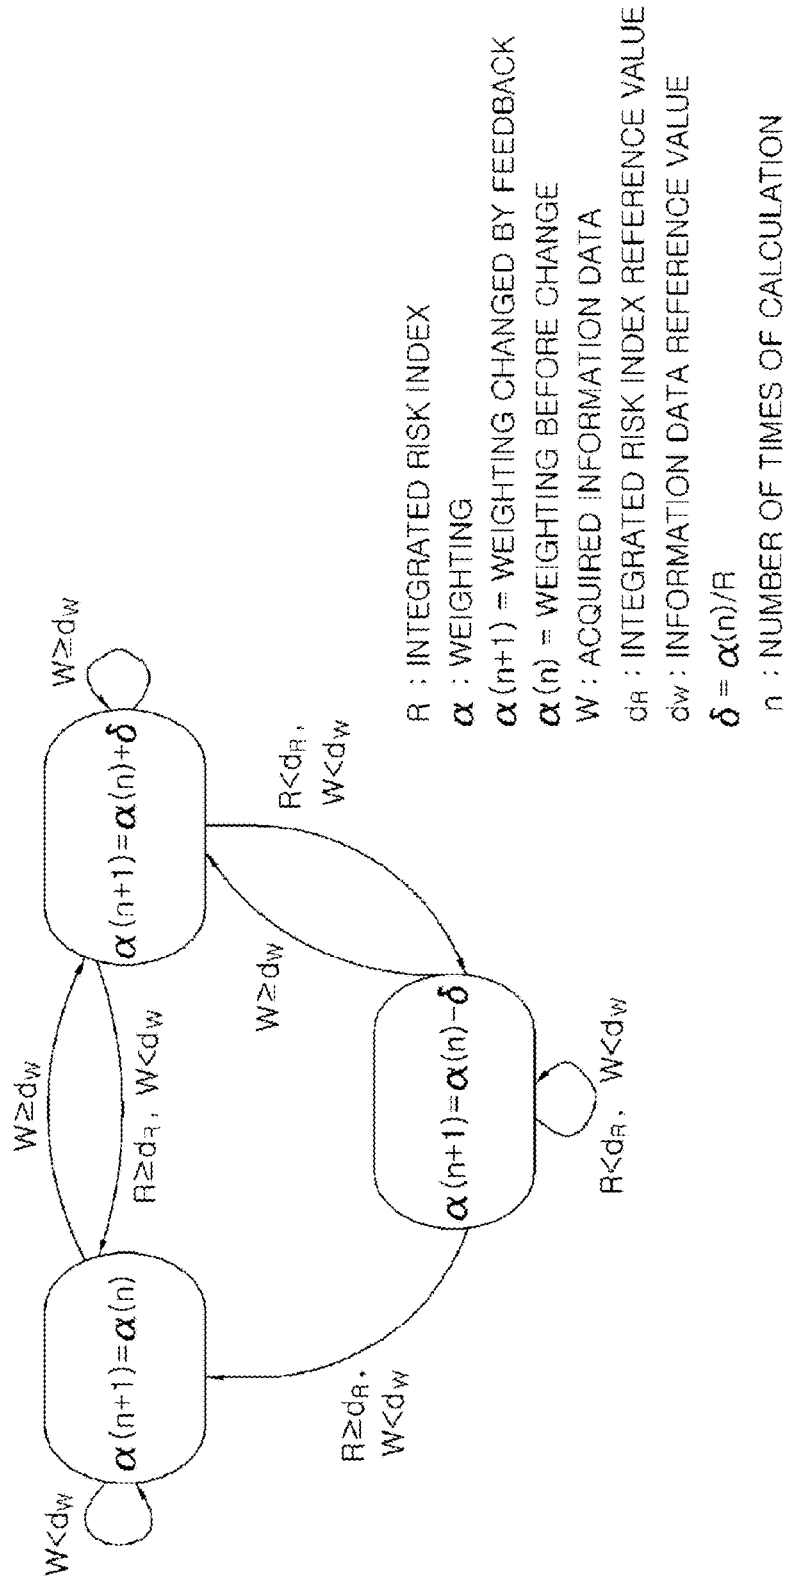 W≥dW
W<dW
α(n+1)=α(n)
R≥dR, W<dW
α(n+1)=α(n)+δ
W≥dW
R≥dR,
W<dW
W≥dW
R<dR,
W<dW
α(n+1)=α(n)-δ
R<dR, W<dW
R : INTEGRATED RISK INDEX
α : WEIGHTING
α(n+1) = WEIGHTING CHANGED BY FEEDBACK
α(n) = WEIGHTING BEFORE CHANGE
W : ACQUIRED INFORMATION DATA
dR : INTEGRATED RISK INDEX REFERENCE VALUE
dW : INFORMATION DATA REFERENCE VALUE
δ = α(n)/R
n : NUMBER OF TIMES OF CALCULATION